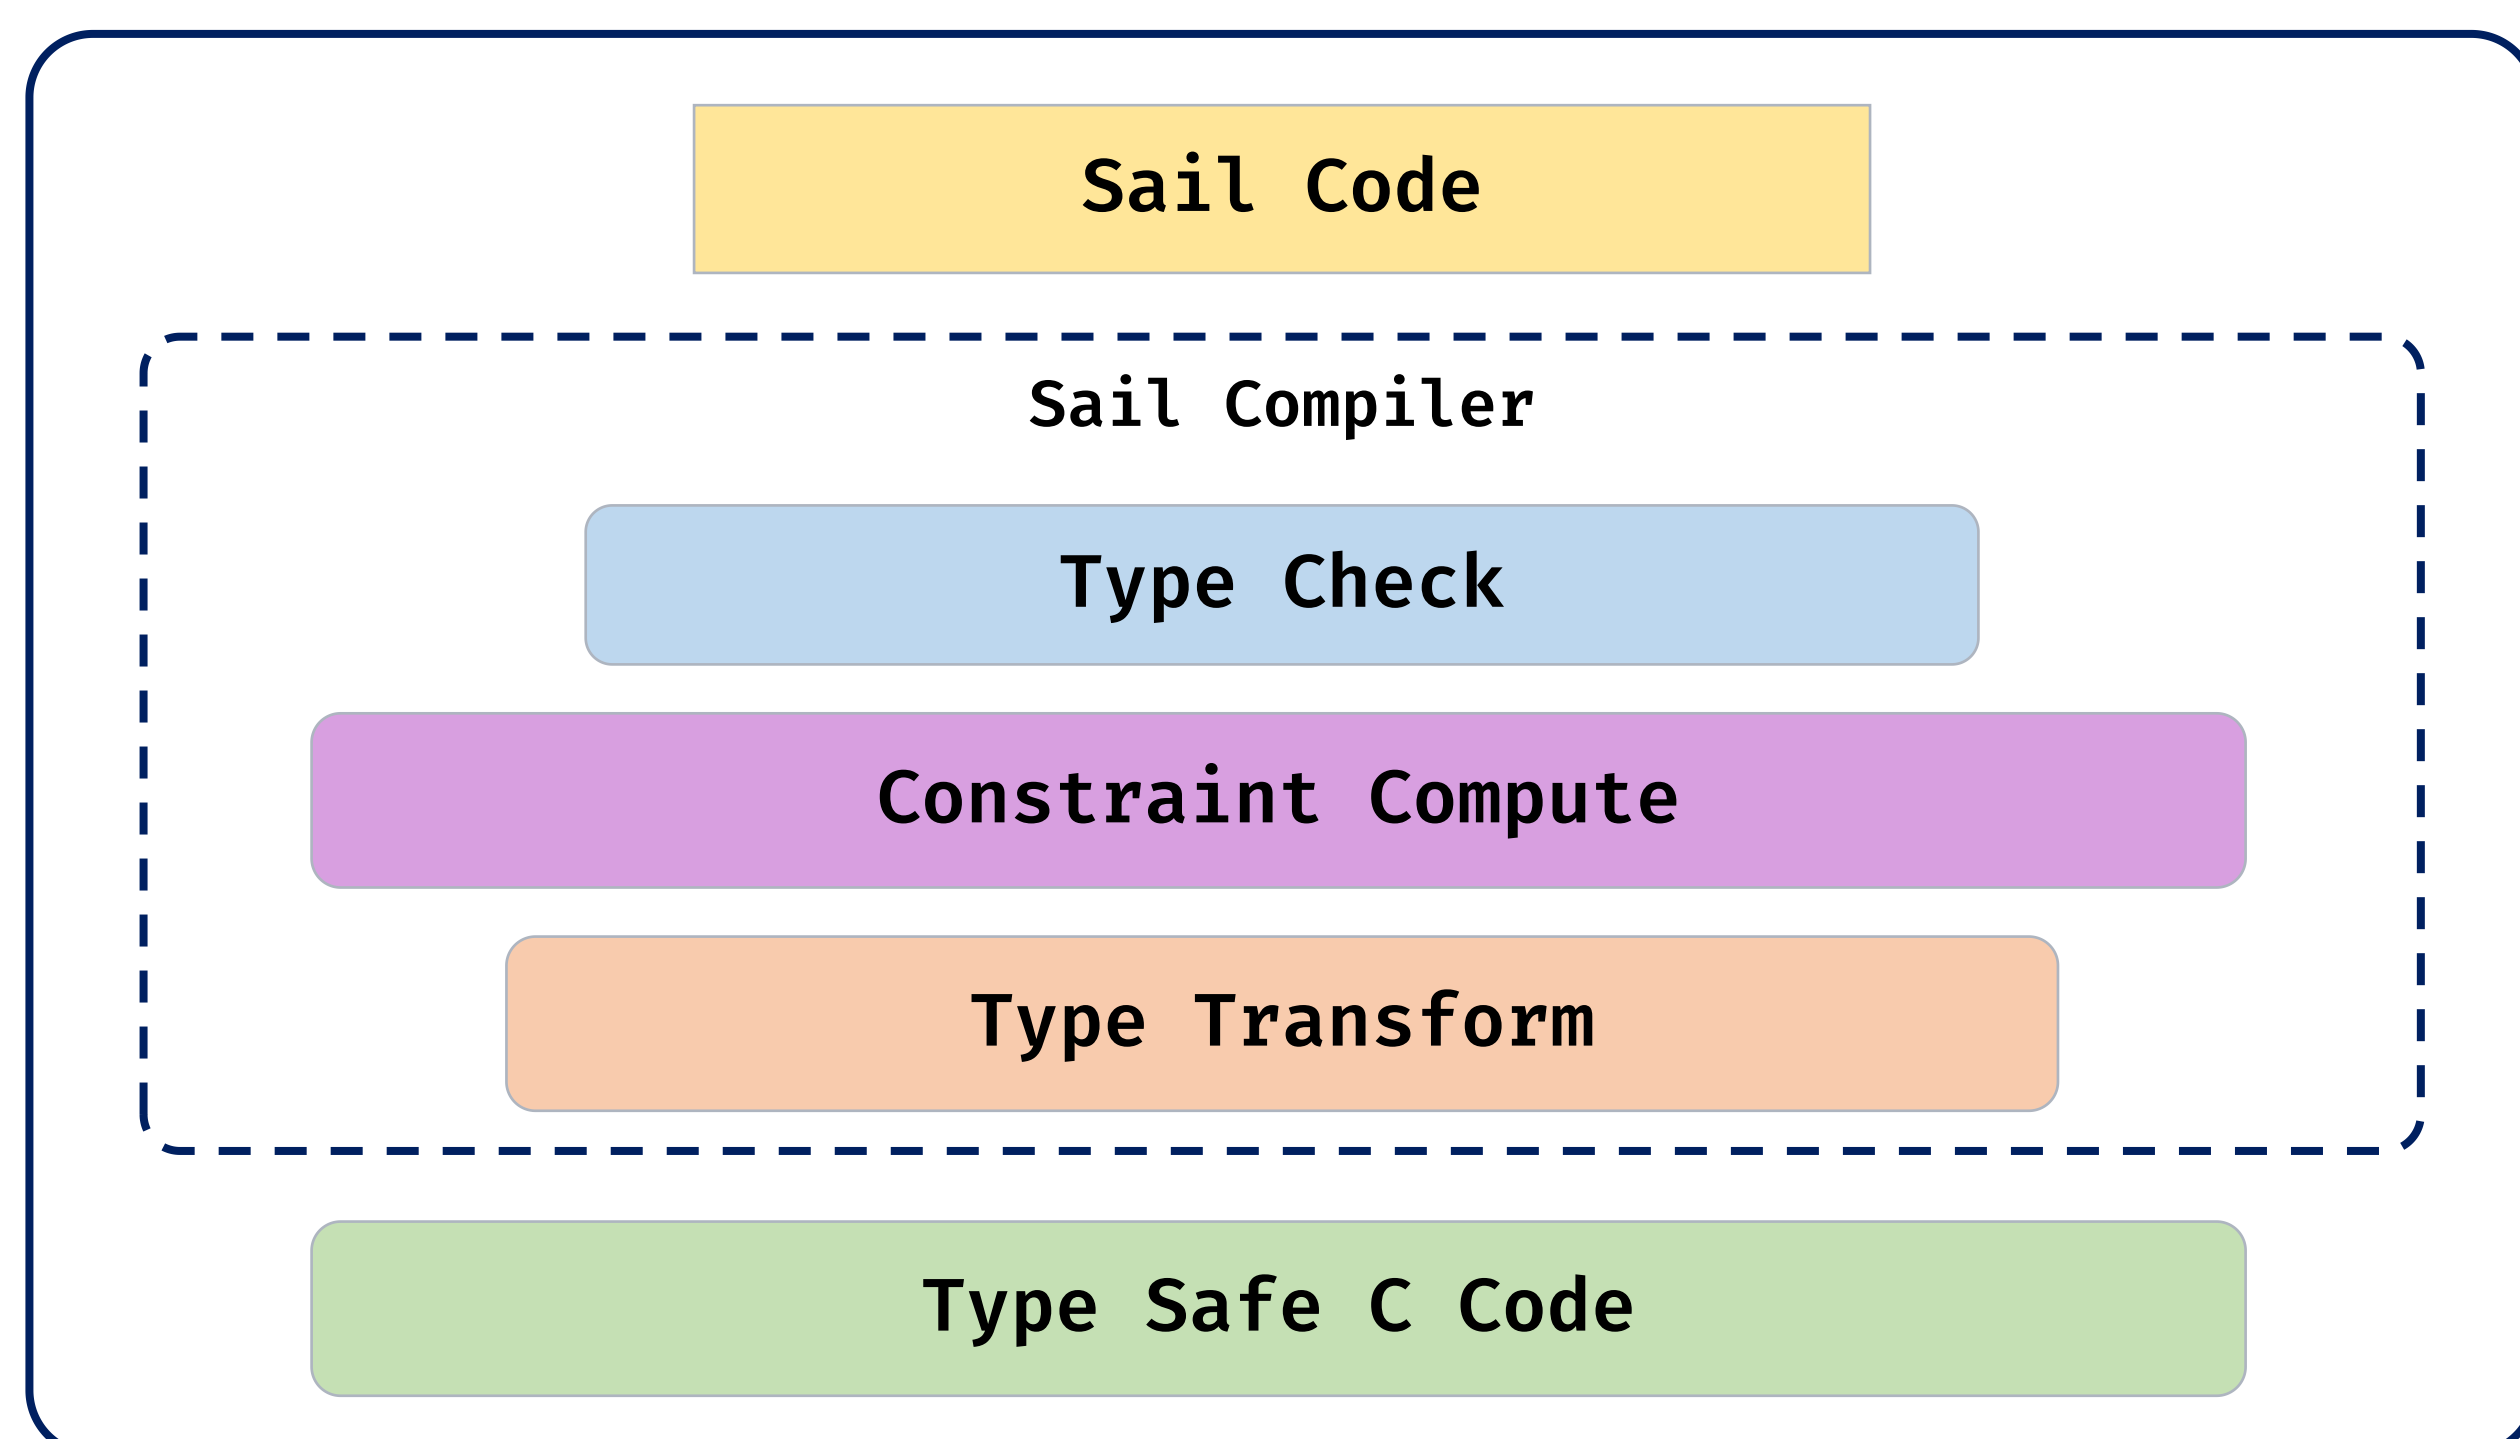 Sail Code
Sail Compiler
Type Check
Constraint Compute
Type Transform
Type Safe C Code